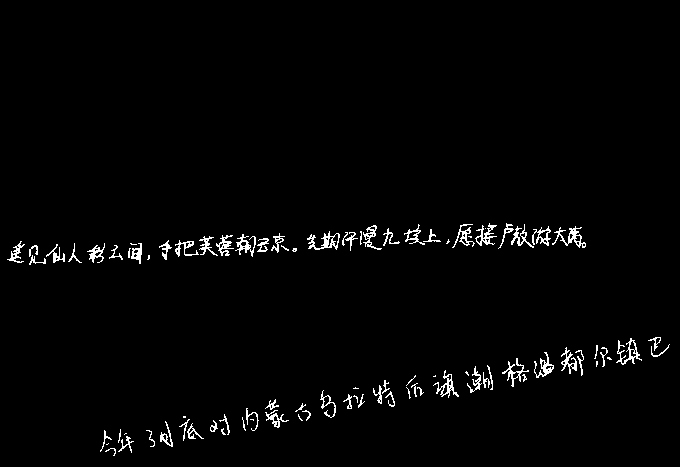 遥见仙人彩云间，手把芙蓉朝玉京。先期汗漫九垓上，愿接卢敖游太清。
今年3月底对内蒙古乌拉特后旗潮格温都尔镇巴